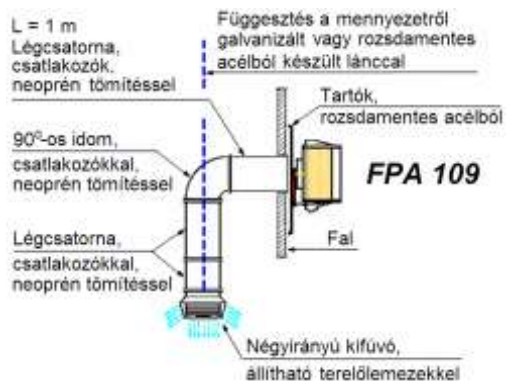 L = 1 m
Légcsatorna,
csatlakozók,
neoprén tömítéssel
Függesztés a mennyezetről
galvanizált vagy rozsdamentes
acélból készült lánccal
Tartók,
rozsdamentes acélból
90°-os idom,
csatlakozókkal,
neoprén tömítéssel
FPA 109
Légcsatorna,
csatlakozókkal,
neoprén tömítéssel
Fal
Négyirányú kifúvó,
állítható terelőlemezekkel